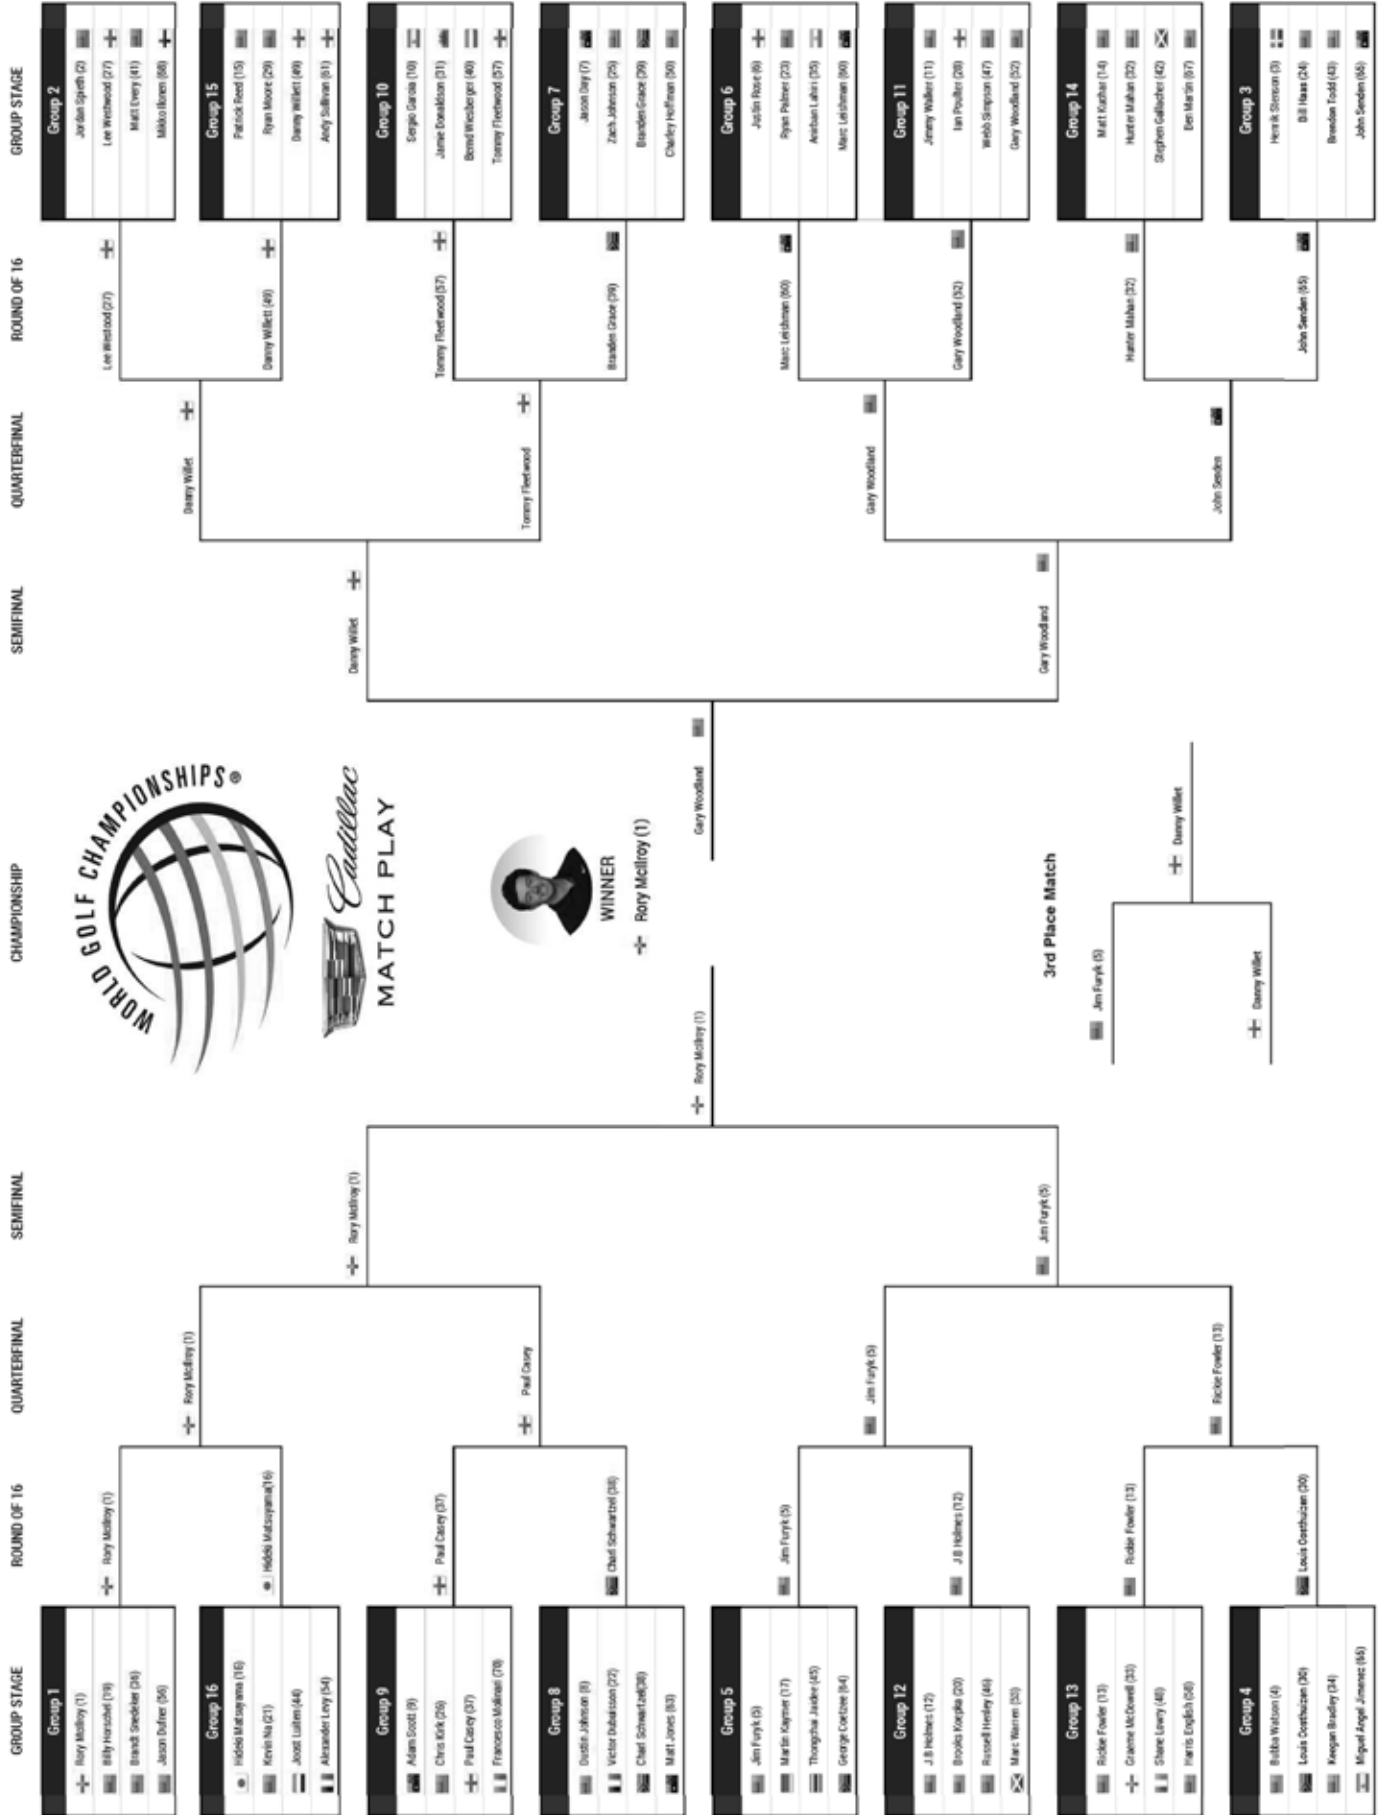 GROUP STAGE
ROUND OF 16
QUARTERFINAL
SEMIFINAL
CHAMPIONSHIP
SEMIFINAL
QUARTERFINAL
ROUND OF 16
GROUP STAGE
Group 1
Rory McIlroy (1)
Billy Horschel (19)
Brandt Snedeker (36)
Jason Dufner (56)
Group 16
Hideki Matsuyama (16)
Kevin Na (21)
Joost Luiten (44)
Alexander Levy (54)
Group 9
Adam Scott (9)
Chris Kirk (26)
Paul Casey (37)
Francesco Molinari (70)
Group 8
Dustin Johnson (8)
Victor Dubuisson (22)
Charl Schwartzel(38)
Matt Jones (63)
Group 5
Jim Furyk (5)
Martin Kaymer (17)
Thongchai Jaidee (45)
George Coetzee (64)
Group 12
J.B Holmes (12)
Brooks Koepka (20)
Russell Henley (46)
Marc Warren (53)
Group 13
Rickie Fowler (13)
Graeme McDowell (33)
Shane Lowry (48)
Harris English (58)
Group 4
Bubba Watson (4)
Louis Oosthuizen (30)
Keegan Bradley (34)
Miguel Angel Jimenez (66)
Rory McIlroy (1)
Hideki Matsuyama(16)
Paul Casey (37)
Charl Schwartzel (38)
Jim Furyk (5)
J.B Holmes (12)
Rickie Fowler (13)
Louis Oosthuizen (30)
Rory McIlroy (1)
Paul Casey
Jim Furyk (5)
Rickie Fowler (13)
Rory McIlroy (1)
Jim Furyk (5)
Rory McIlroy (1)
WORLD GOLF CHAMPIONSHIPS®
Cadillac
MATCH PLAY
WINNER
Rory McIlroy (1)
Gary Woodland
3rd Place Match
Jim Furyk (5)
Danny Willet
Danny Willet
Danny Willet
Gary Woodland
Danny Willet
Tommy Fleetwood
Gary Woodland
John Senden
Lee Westood (27)
Danny Willett (49)
Tommy Fleetwood (57)
Branden Grace (39)
Marc Leishman (60)
Gary Woodland (52)
Hunter Mahan (32)
John Senden (65)
Group 2
Jordan Spieth (2)
Lee Westwood (27)
Matt Every (41)
Mikko Ilonen (68)
Group 15
Patrick Reed (15)
Ryan Moore (29)
Danny Willett (49)
Andy Sullivan (61)
Group 10
Sergio Garcia (10)
Jamie Donaldson (31)
Bernd Wiesberger (40)
Tommy Fleetwood (57)
Group 7
Jason Day (7)
Zach Johnson (25)
Branden Grace (39)
Charley Hoffman (50)
Group 6
Justin Rose (6)
Ryan Palmer (23)
Anirban Lahiri (35)
Marc Leishman (60)
Group 11
Jimmy Walker (11)
Ian Poulter (28)
Webb Simpson (47)
Gary Woodland (52)
Group 14
Matt Kuchar (14)
Hunter Mahan (32)
Stephen Gallacher (42)
Ben Martin (67)
Group 3
Henrik Stenson (3)
Bill Haas (24)
Brendon Todd (43)
John Senden (65)